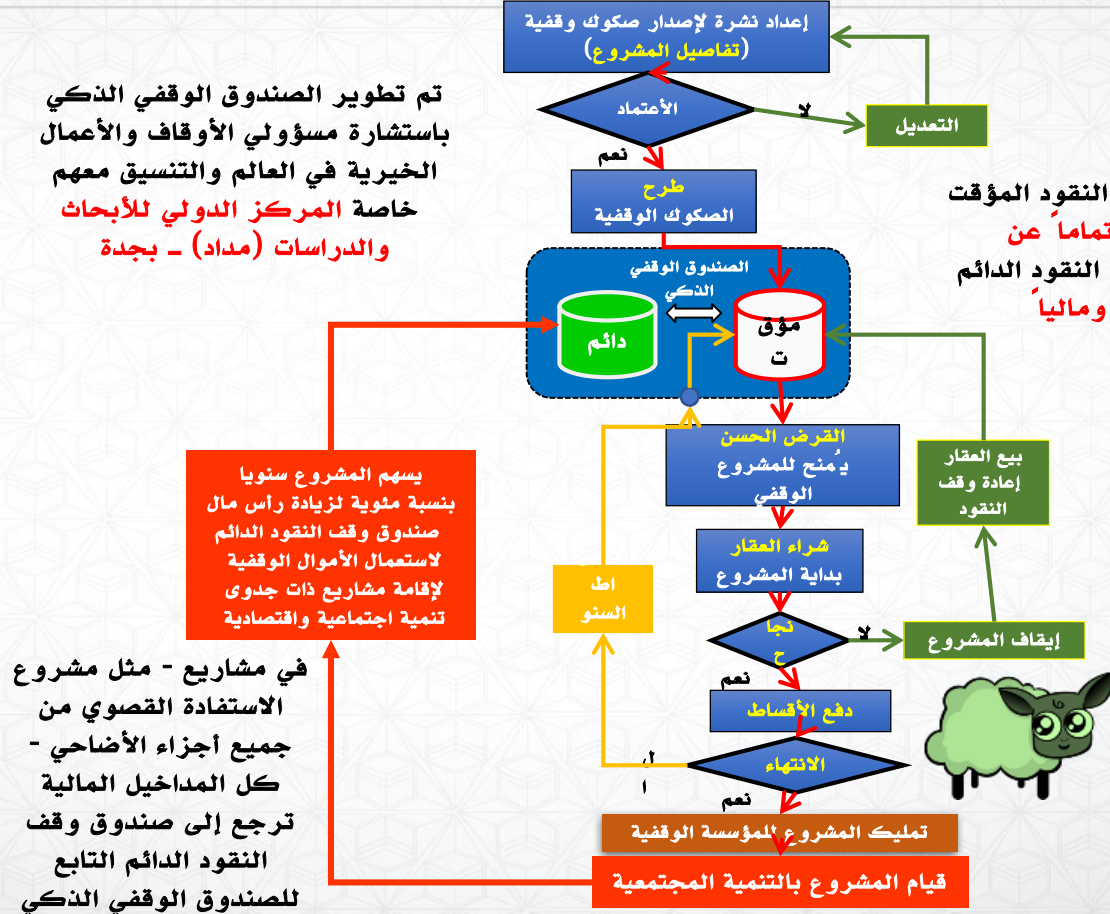 إعداد نشرة لإصدار صكوك وقفية
(تفاصيل المشروع)
الأعتماد
لا
التعديل
نعم
طرح
الصكوك الوقفية
تم تطوير الصندوق الوقفي الذكي
باستشارة مسؤولي الأوقاف والأعمال
الخيرية في العالم والتنسيق معهم
خاصة المركز الدولي للأبحاث
والدراسات (مداد) – بجدة
النقود المؤقت
تماماً عن
النقود الدائم
ومالياً
الصندوق الوقفي
الذكي
مؤق
ت
دائم
القرض الحسن
يُمنح للمشروع
الوقفي
شراء العقار
بداية المشروع
نجا
ح
لا
إيقاف المشروع
بيع العقار
إعادة وقف
النقود
نعم
دفع الأقساط
الانتهاء
ل
ا
اط
السنو
نعم
تمليك المشروع للمؤسسة الوقفية
قيام المشروع بالتنمية المجتمعية
يسهم المشروع سنويا
بنسبة مئوية لزيادة رأس مال
صندوق وقف النقود الدائم
لاستعمال الأموال الوقفية
لإقامة مشاريع ذات جدوى
تنمية اجتماعية واقتصادية
في مشاريع - مثل مشروع
الاستفادة القصوي من
جميع أجزاء الأضاحي -
كل المداخيل المالية
ترجع إلى صندوق وقف
النقود الدائم التابع
للصندوق الوقفي الذكي